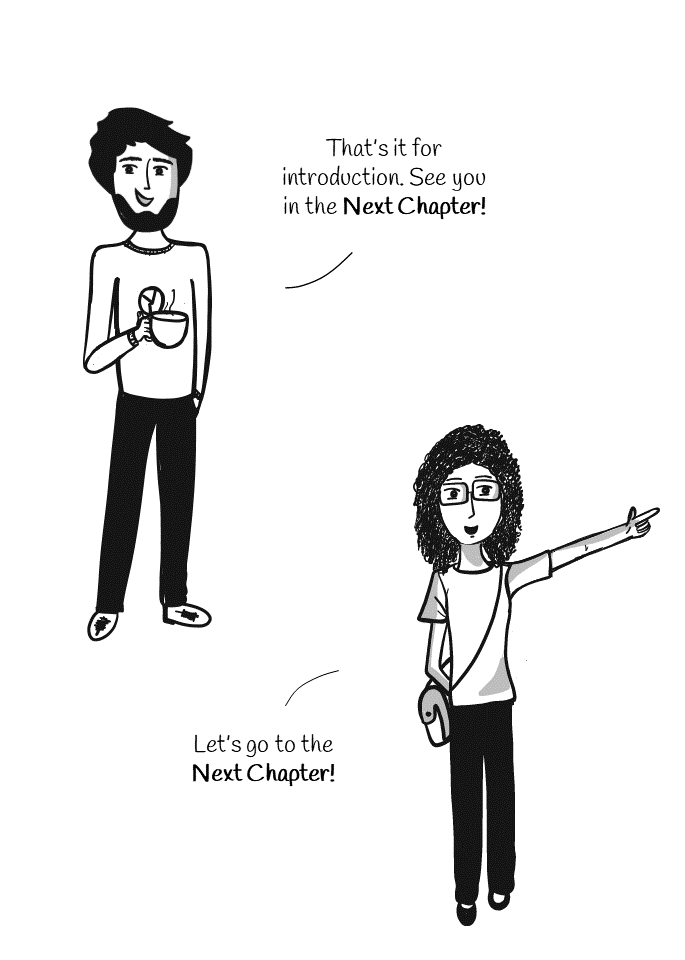 That's it for
introduction. See you
in the Next Chapter!
Let's go to the
Next Chapter!